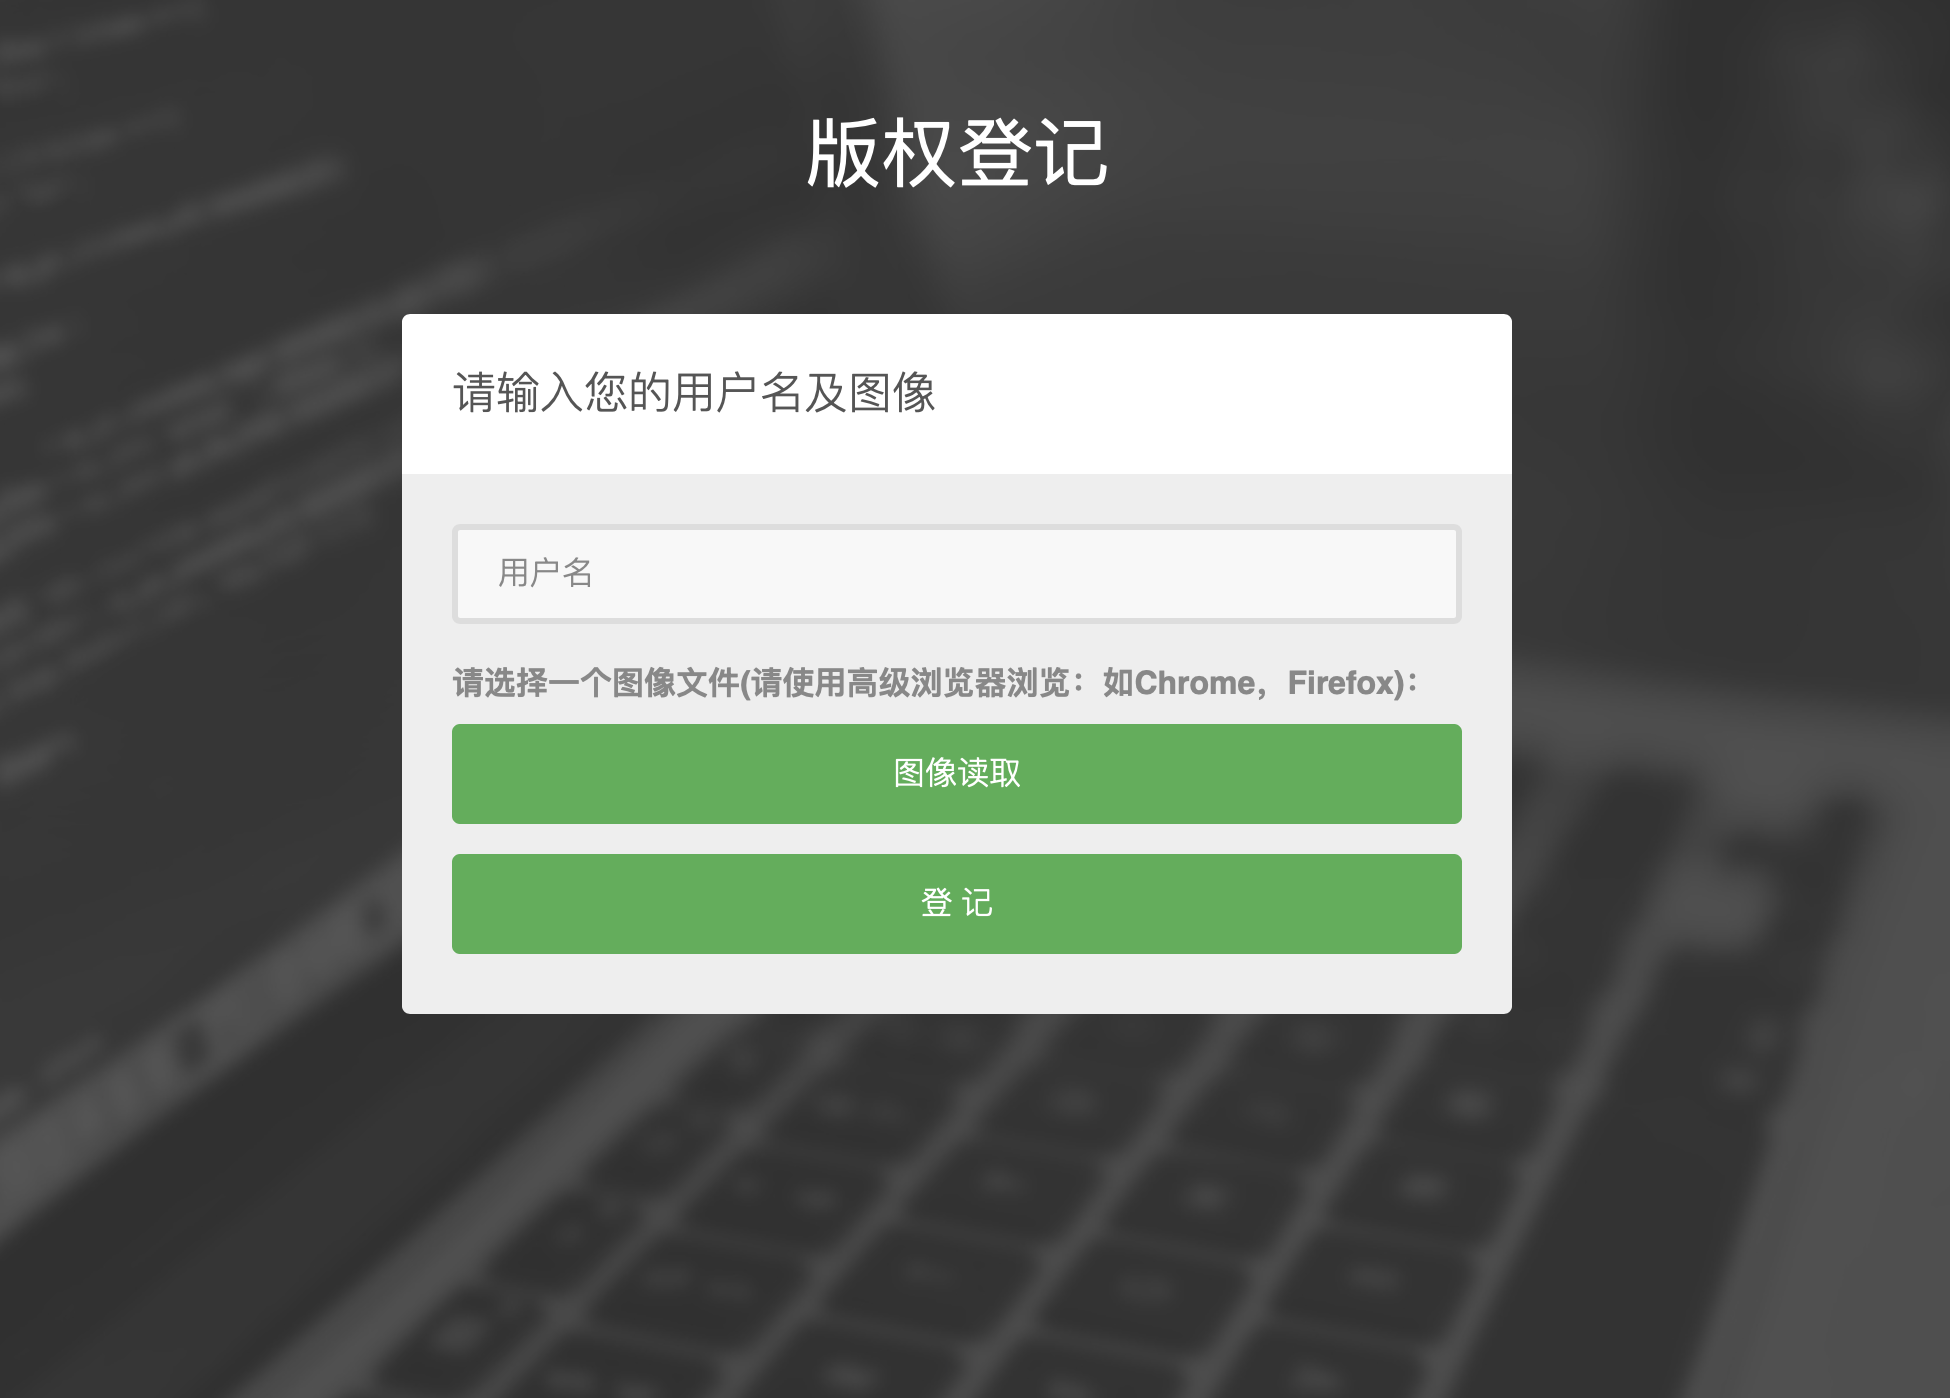 版权登记
请输入您的用户名及图像
用户名
请选择一个图像文件(请使用高级浏览器浏览：如Chrome，Firefox)：
图像读取
登 记